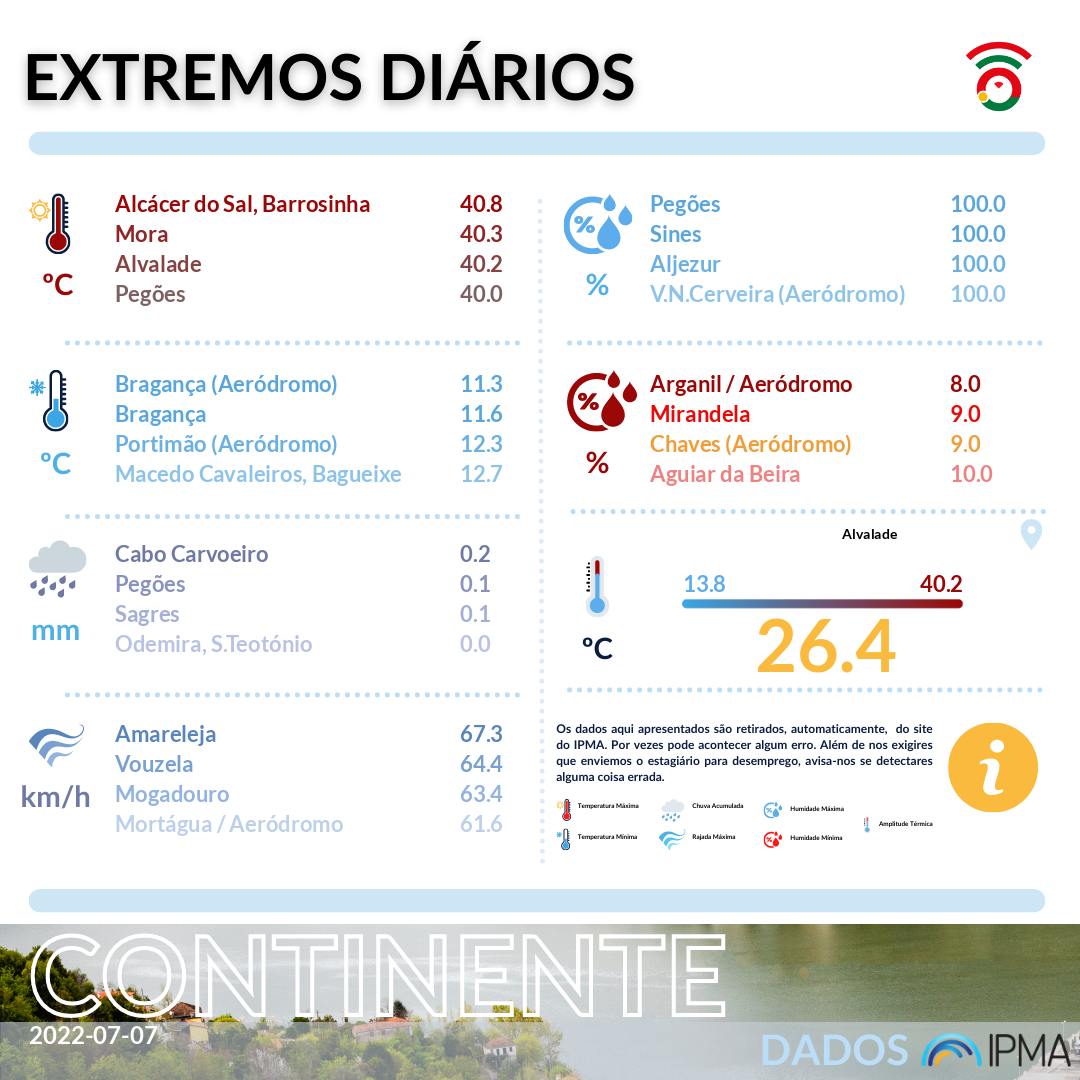 EXTREMOS DIÁRIOS
Alcácer do Sal, Barrosinha 40.8
Mora 40.3
Alvalade 40.2
Pegões 40.0
ºC
Pegões 100.0
Sines 100.0
Aljezur 100.0
V.N.Cerveira (Aeródromo) 100.0
%
Bragança (Aeródromo) 11.3
Bragança 11.6
Portimão (Aeródromo) 12.3
Macedo Cavaleiros, Bagueixe 12.7
ºC
Arganil / Aeródromo 8.0
Mirandela 9.0
Chaves (Aeródromo) 9.0
Aguiar da Beira 10.0
%
Cabo Carvoeiro 0.2
Pegões 0.1
Sagres 0.1
Odemira, S.Teotónio 0.0
mm
Alvalade
13.8 40.2
26.4
ºC
Amareleja 67.3
Vouzela 64.4
Mogadouro 63.4
Mortágua / Aeródromo 61.6
km/h
Os dados aqui apresentados são retirados, automaticamente, do site
do IPMA. Por vezes pode acontecer algum erro. Além de nos exigires
que enviemos o estagiário para desemprego, avisa-nos se detectares
alguma coisa errada.
Temperatura Máxima Chuva Acumulada Humidade Máxima
Amplitude Térmica
Temperatura Mínima Rajada Máxima Humidade Mínima
CONTINENTE
2022-07-07
DADOS IPMA